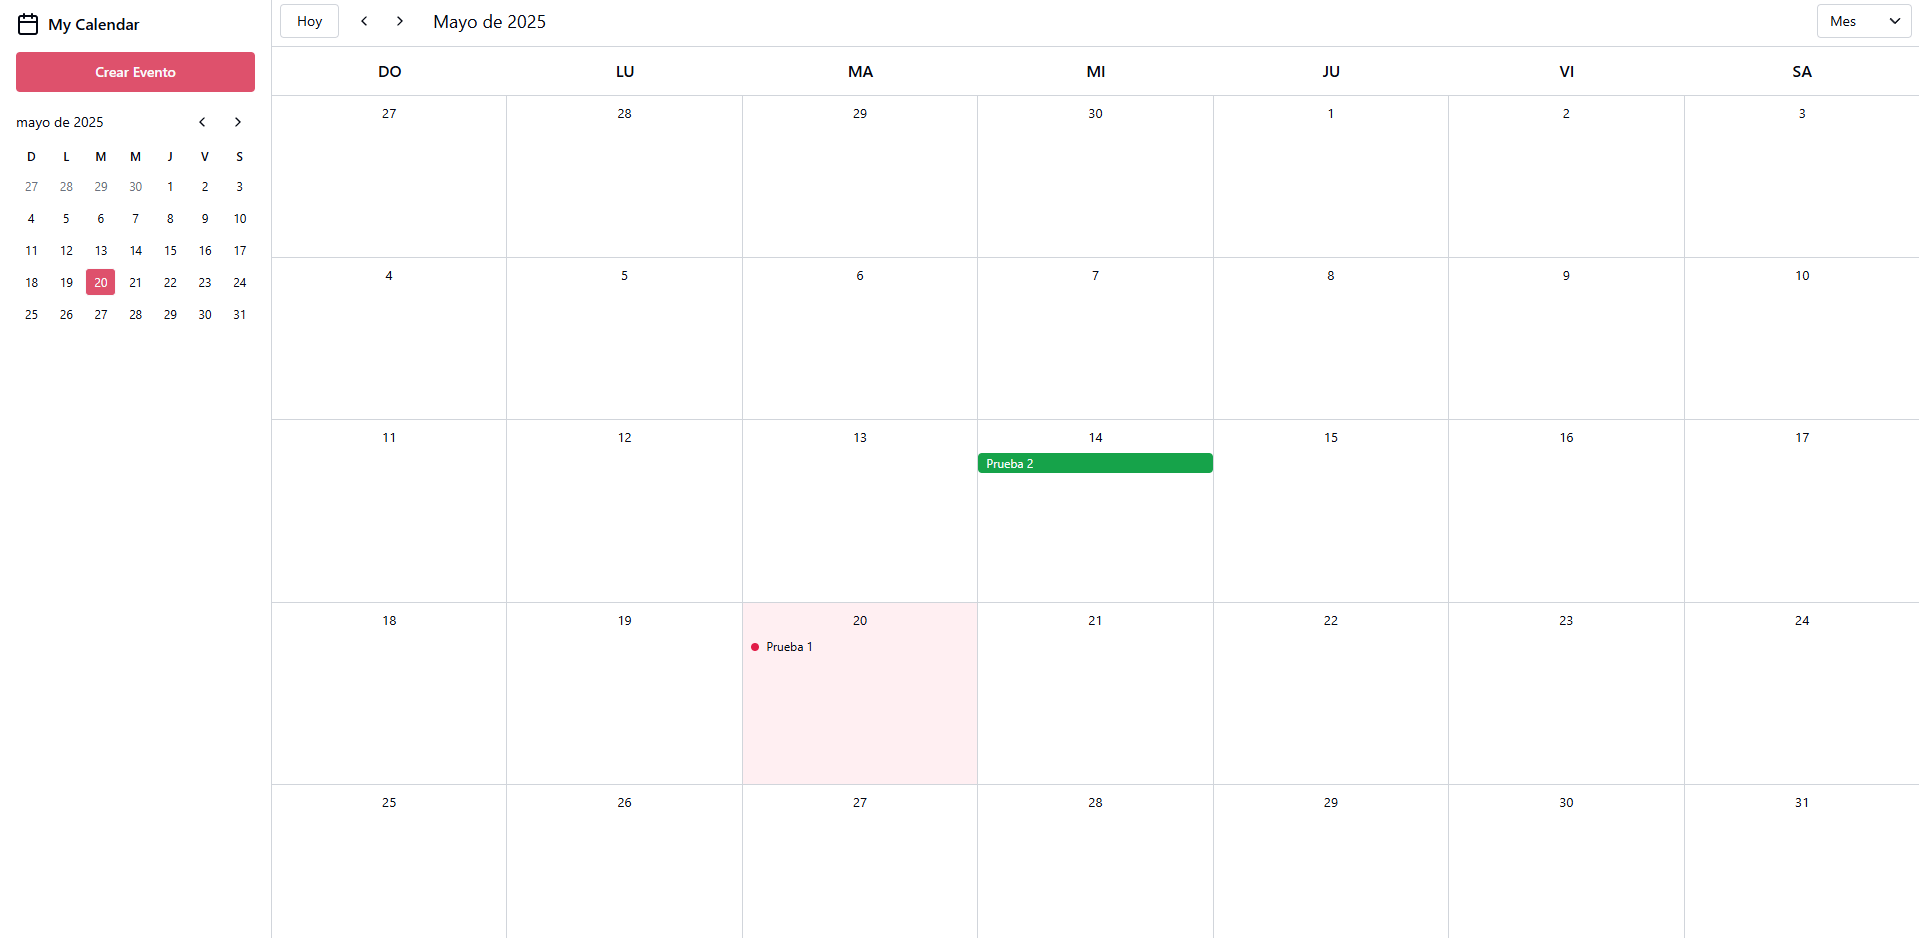 My Calendar
Crear Evento
mayo de 2025
D L M M J V S
27 28 29 30 1 2 3
4 5 6 7 8 9 10
11 12 13 14 15 16 17
18 19 20 21 22 23 24
25 26 27 28 29 30 31
Hoy Mayo de 2025 Mes
DO LU MA MI JU VI SA
27 28 29 30 1 2 3
4 5 6 7 8 9 10
11 12 13 14 15 16 17
Prueba 2
18 19 20 21 22 23 24
Prueba 1
25 26 27 28 29 30 31